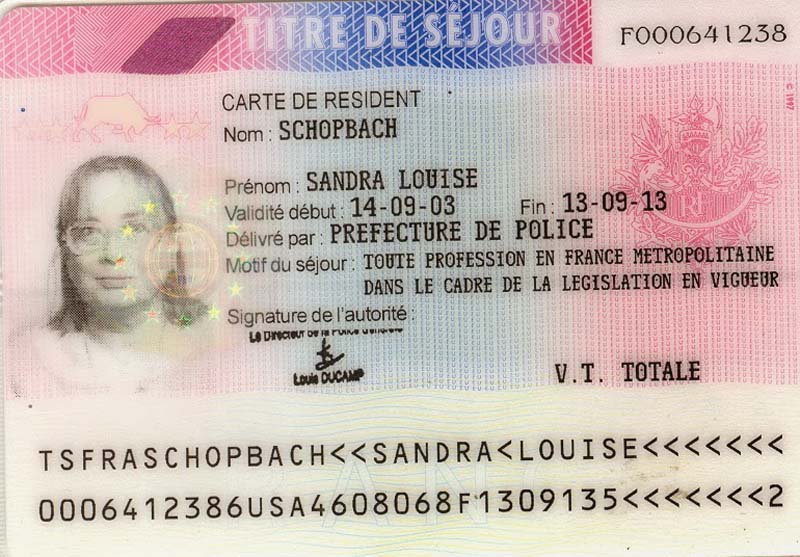 TITRE DE SÉJOUR
F000641238
© 1997
CARTE DE RESIDENT
Nom : SCHOPBACH
Prénom : SANDRA LOUISE
Validité début : 14-09-03 Fin : 13-09-13
Délivré par : PREFECTURE DE POLICE
Motif du séjour : TOUTE PROFESSION EN FRANCE METROPOLITAINE
DANS LE CADRE DE LA LEGISLATION EN VIGUEUR
Signature de l'autorité :
Le Directeur de la Police Générale
Louis DUCAMP
V.T. TOTALE
RF
TSFRASCHOPBACH<<SANDRA<LOUISE<<<<<<<
0006412386USA4608068F1309135<<<<<<<2